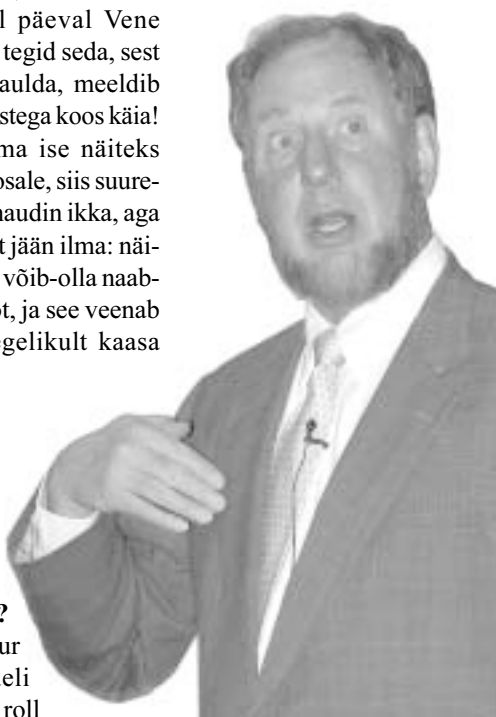 l päeval Vene
tegid seda, sest
aulda, meeldib
stega koos käia!
ma ise näiteks
osale, siis suure-
naudin ikka, aga
t jään ilma: näi-
võib-olla naab-
ot, ja see veenab
egelikult kaasa
?
ur
eli
roll